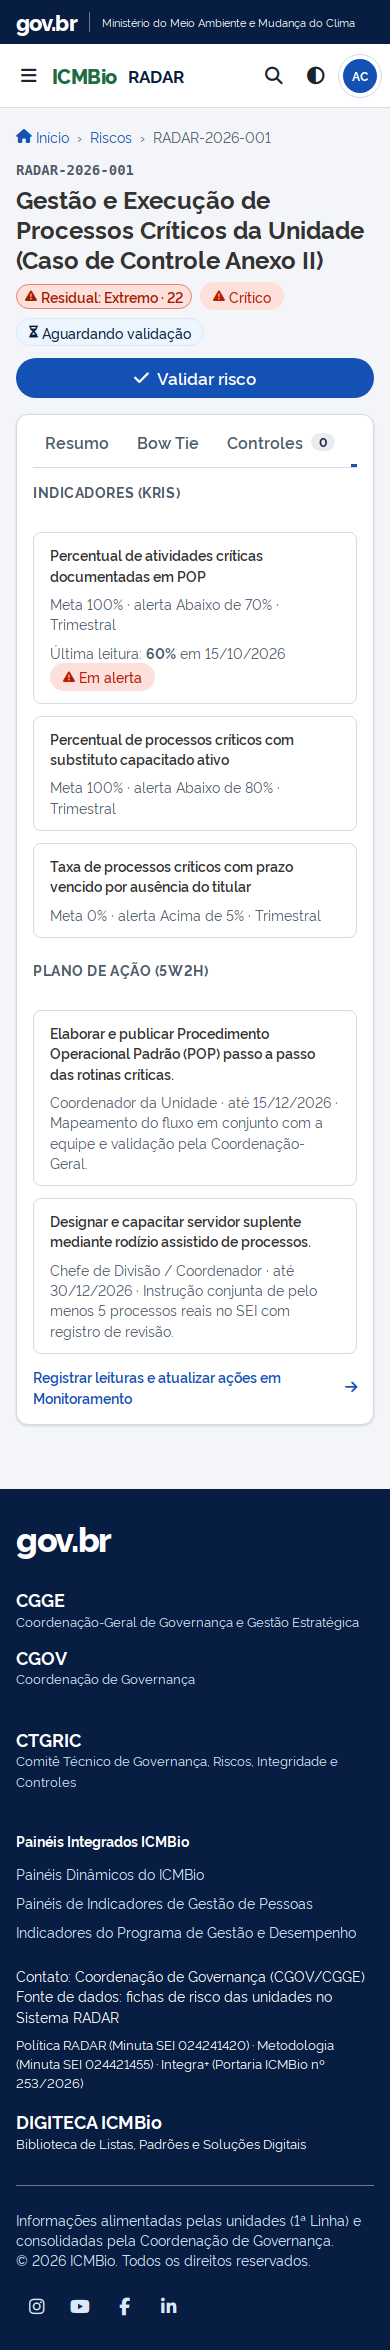 gov.br Ministério do Meio Ambiente e Mudança do Clima
ICMBio RADAR AC
Início › Riscos › RADAR-2026-001
RADAR-2026-001
Gestão e Execução de
Processos Críticos da Unidade
(Caso de Controle Anexo II)
Residual: Extremo · 22 Crítico
Aguardando validação
Validar risco
Resumo Bow Tie Controles 0
INDICADORES (KRIS)
Percentual de atividades críticas
documentadas em POP
Meta 100% · alerta Abaixo de 70% ·
Trimestral
Última leitura: 60% em 15/10/2026
Em alerta
Percentual de processos críticos com
substituto capacitado ativo
Meta 100% · alerta Abaixo de 80% ·
Trimestral
Taxa de processos críticos com prazo
vencido por ausência do titular
Meta 0% · alerta Acima de 5% · Trimestral
PLANO DE AÇÃO (5W2H)
Elaborar e publicar Procedimento
Operacional Padrão (POP) passo a passo
das rotinas críticas.
Coordenador da Unidade · até 15/12/2026 ·
Mapeamento do fluxo em conjunto com a
equipe e validação pela Coordenação-
Geral.
Designar e capacitar servidor suplente
mediante rodízio assistido de processos.
Chefe de Divisão / Coordenador · até
30/12/2026 · Instrução conjunta de pelo
menos 5 processos reais no SEI com
registro de revisão.
Registrar leituras e atualizar ações em
Monitoramento
gov.br
CGGE
Coordenação-Geral de Governança e Gestão Estratégica
CGOV
Coordenação de Governança
CTGRIC
Comitê Técnico de Governança, Riscos, Integridade e
Controles
Painéis Integrados ICMBio
Painéis Dinâmicos do ICMBio
Painéis de Indicadores de Gestão de Pessoas
Indicadores do Programa de Gestão e Desempenho
Contato: Coordenação de Governança (CGOV/CGGE)
Fonte de dados: fichas de risco das unidades no
Sistema RADAR
Política RADAR (Minuta SEI 024241420) · Metodologia
(Minuta SEI 024421455) · Integra+ (Portaria ICMBio nº
253/2026)
DIGITECA ICMBio
Biblioteca de Listas, Padrões e Soluções Digitais
Informações alimentadas pelas unidades (1ª Linha) e
consolidadas pela Coordenação de Governança.
© 2026 ICMBio. Todos os direitos reservados.